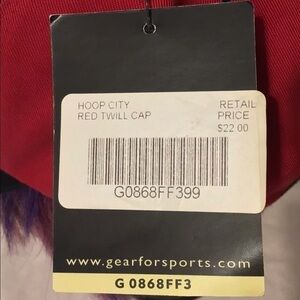 HOOP CITY RETAIL
RED TWILL CAP PRICE
$22.00
G0868FF399
www.gearforsports.com
G 0868FF3